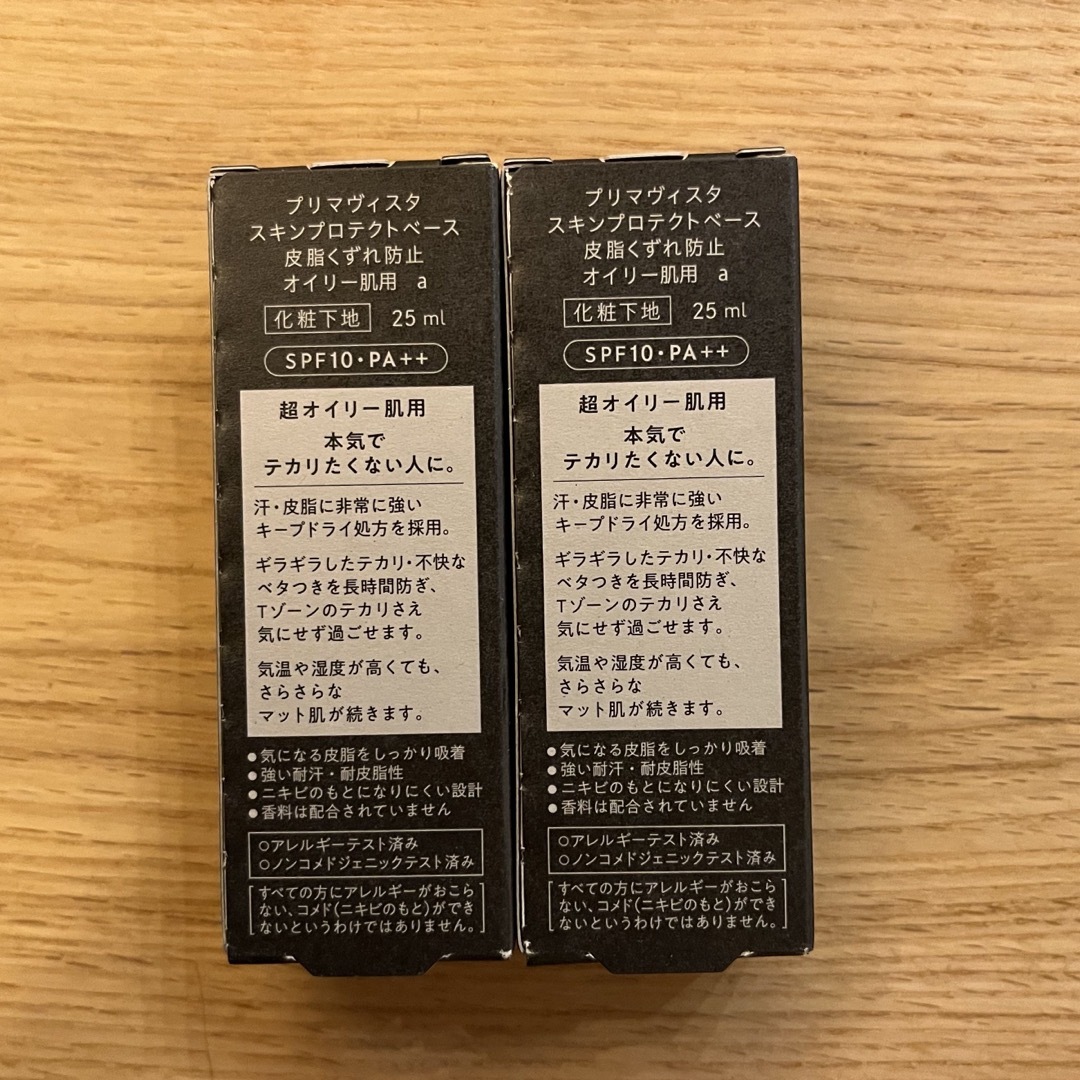 プリマヴィスタ
スキンプロテクトベース
皮脂くずれ防止
オイリー肌用 a
化粧下地 25 ml
SPF10・PA++
超オイリー肌用
本気で
テカリたくない人に。
汗・皮脂に非常に強い
キープドライ処方を採用。
ギラギラしたテカリ・不快な
ベタつきを長時間防ぎ、
Tゾーンのテカリさえ
気にせず過ごせます。
気温や湿度が高くても、
さらさらな
マット肌が続きます。
●気になる皮脂をしっかり吸着
●強い耐汗・耐皮脂性
●ニキビのもとになりにくい設計
●香料は配合されていません
○アレルギーテスト済み
○ノンコメドジェニックテスト済み
[すべての方にアレルギーがおこら
ない、コメド(ニキビのもと)ができ
ないというわけではありません。]
プリマヴィスタ
スキンプロテクトベース
皮脂くずれ防止
オイリー肌用 a
化粧下地 25 ml
SPF10・PA++
超オイリー肌用
本気で
テカリたくない人に。
汗・皮脂に非常に強い
キープドライ処方を採用。
ギラギラしたテカリ・不快な
ベタつきを長時間防ぎ、
Tゾーンのテカリさえ
気にせず過ごせます。
気温や湿度が高くても、
さらさらな
マット肌が続きます。
●気になる皮脂をしっかり吸着
●強い耐汗・耐皮脂性
●ニキビのもとになりにくい設計
●香料は配合されていません
○アレルギーテスト済み
○ノンコメドジェニックテスト済み
[すべての方にアレルギーがおこら
ない、コメド(ニキビのもと)ができ
ないというわけではありません。]